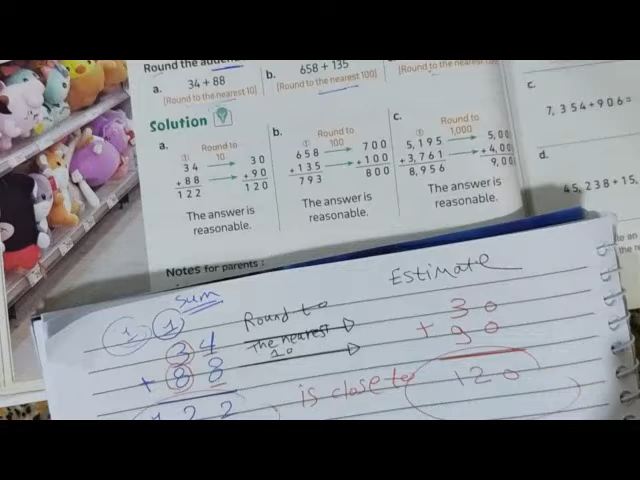 Round the
a. 34 + 88
[Round to the nearest 10]
b. 658 + 135
[Round to the nearest 100]
[Round to the nearest
Solution
a.
Round to
10
① 
34 → 30
+88 → +90
122 120
The answer is
reasonable.
b.
Round to
100
①
658 → 700
+135 → +100
793 800
The answer is
reasonable.
c.
Round to
1,000
①
5,195 → 5,00
+3,761 → +4,00
8,956 9,00
The answer is
reasonable.
Notes for parents :
c.
7,354+906=
d.
45,238+15,
Sum
Estimate
1 1
34 Round to 30
+ 88 The nearest + 90
10
122 is close to 120